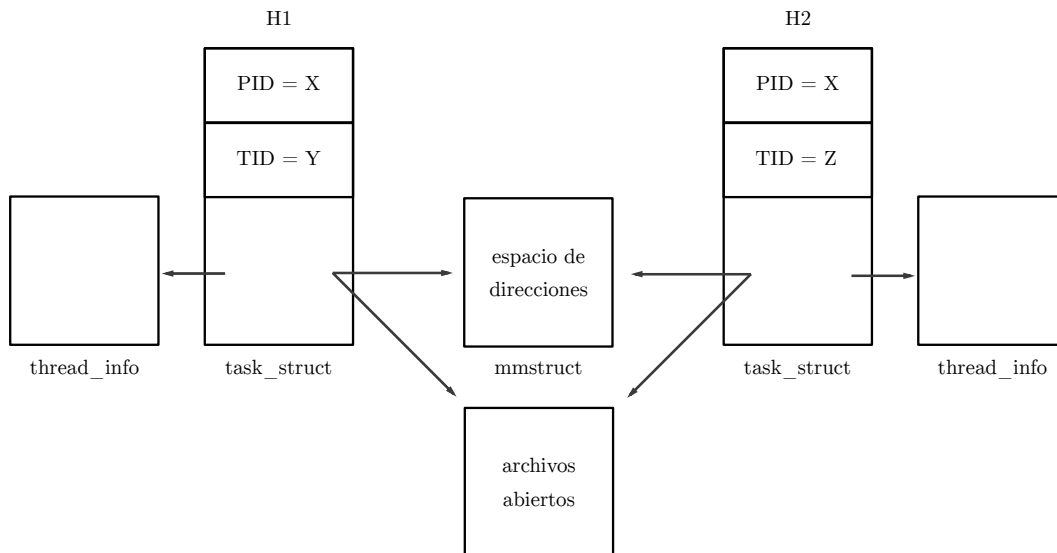 H1
H2
PID = X
PID = X
TID = Y
TID = Z
espacio de
direcciones
thread_info
task_struct
mmstruct
task_struct
thread_info
archivos
abiertos